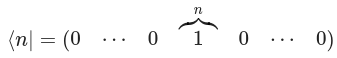 n
⟨n| = (0 ··· 0 1 0 ··· 0)